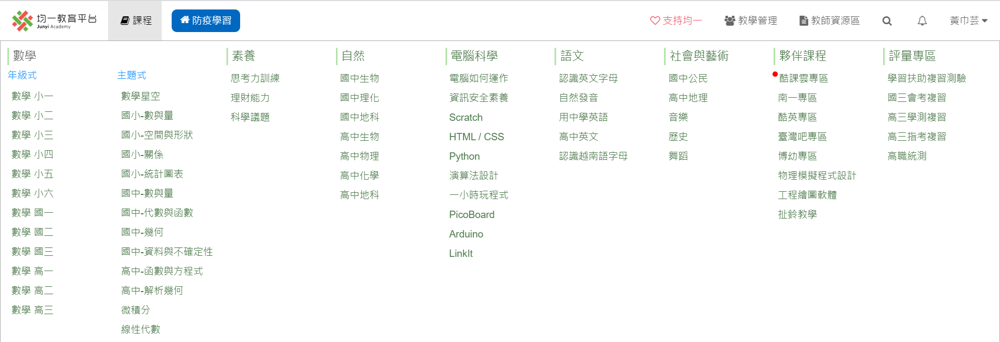 均一教育平台
Junyi Academy
課程
防疫學習
支持均一
教學管理
教師資源區
黃巾芸
數學
年級式
數學 小一
數學 小二
數學 小三
數學 小四
數學 小五
數學 小六
數學 國一
數學 國二
數學 國三
數學 高一
數學 高二
數學 高三
主題式
數學星空
國小-數與量
國小-空間與形狀
國小-關係
國小-統計圖表
國中-數與量
國中-代數與函數
國中-幾何
國中-資料與不確定性
高中-函數與方程式
高中-解析幾何
微積分
線性代數
素養
思考力訓練
理財能力
科學議題
自然
國中生物
國中理化
國中地科
高中生物
高中物理
高中化學
高中地科
電腦科學
電腦如何運作
資訊安全素養
Scratch
HTML / CSS
Python
演算法設計
一小時玩程式
PicoBoard
Arduino
LinkIt
語文
認識英文字母
自然發音
用中學英語
高中英文
認識越南語字母
社會與藝術
國中公民
高中地理
音樂
歷史
舞蹈
夥伴課程
酷課雲專區
南一專區
酷英專區
臺灣吧專區
博幼專區
物理模擬程式設計
工程繪圖軟體
扯鈴教學
評量專區
學習扶助複習測驗
國三會考複習
高三學測複習
高三指考複習
高職統測